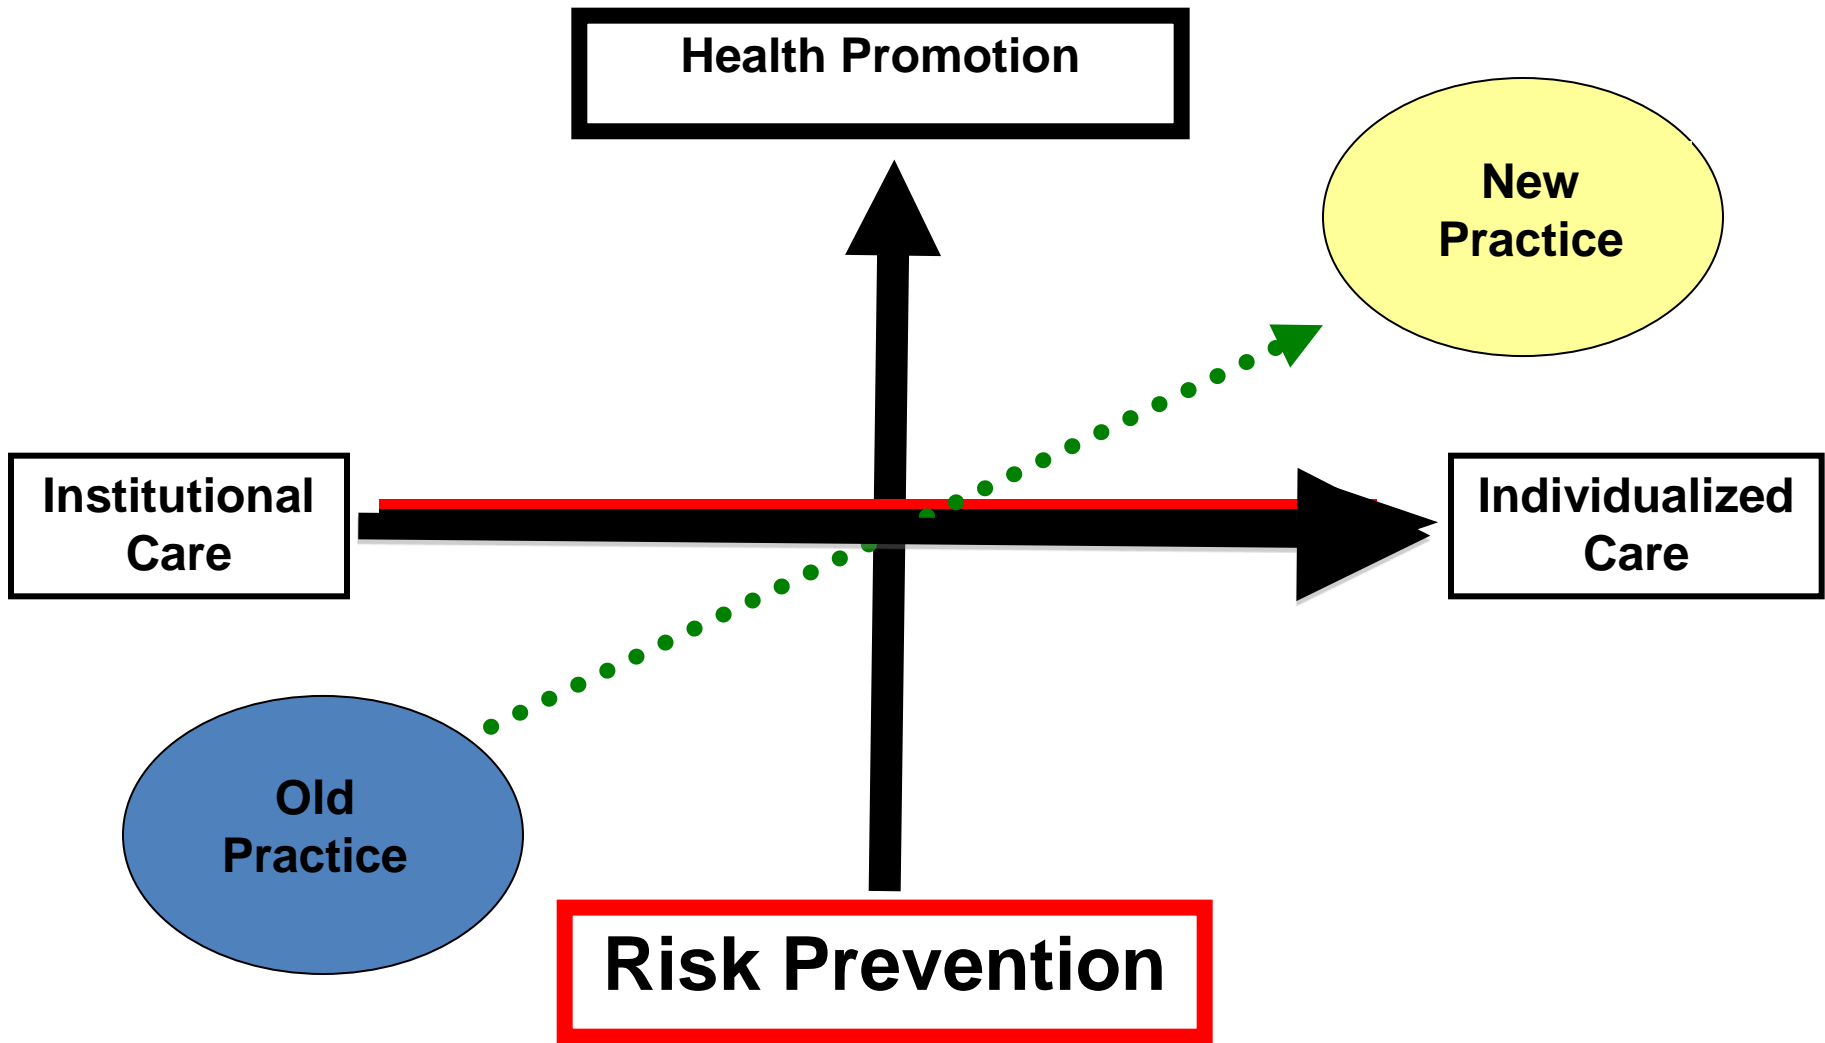 Health Promotion
New
Practice
Institutional
Care
Individualized
Care
Old
Practice
Risk Prevention